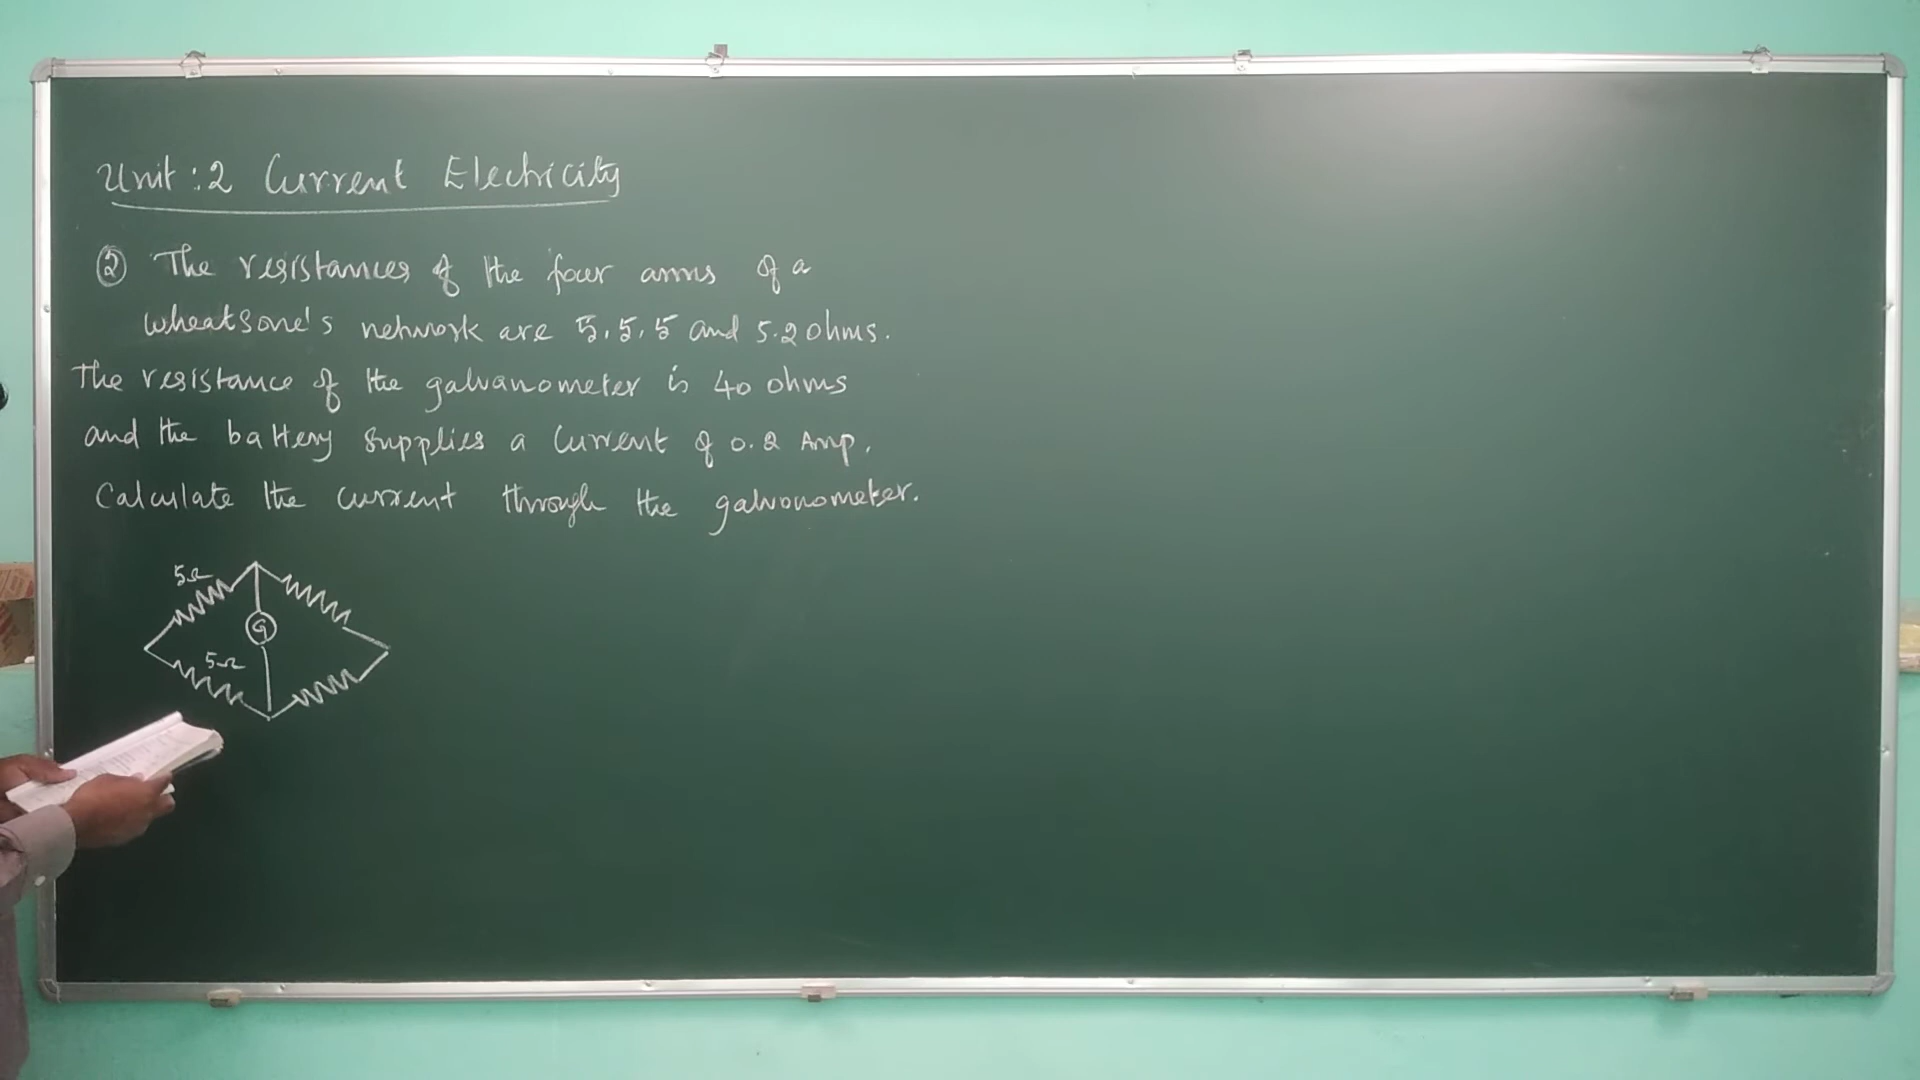 Unit : 2 Current Electricity
② The resistances of the four arms of a
wheatsone's network are 5, 5, 5 and 5.2 ohms.
The resistance of the galvanometer is 40 ohms
and the battery supplies a current of 0.2 Amp.
Calculate the current through the galvonometer.
5Ω
G
5Ω